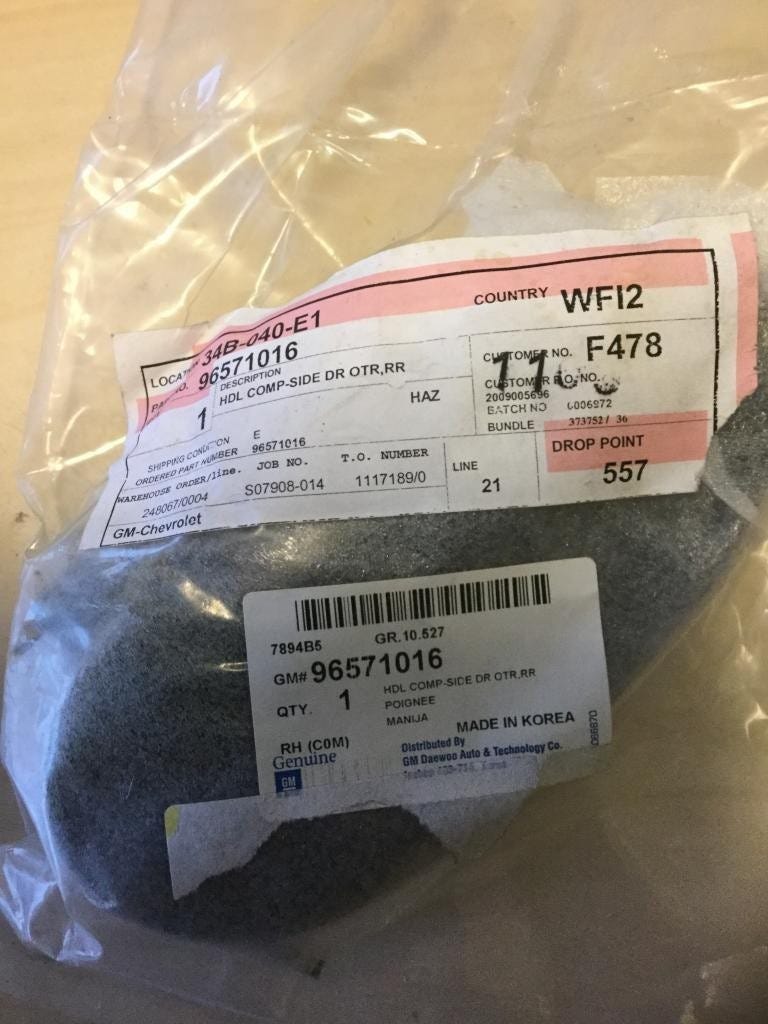 34B-040-E1
COUNTRY WFI2
96571016
DESCRIPTION
HDL COMP-SIDE DR OTR,RR
CUSTOMER NO. F478
1
HAZ
2009005696
BATCH NO 0006972
BUNDLE 373752/ 36
SHIPPING CONDITION E
ORDERED PART NUMBER 96571016
DROP POINT
557
WAREHOUSE ORDER/line. JOB NO. T.O. NUMBER
248067/0004 S07908-014 1117189/0
LINE
21
GM-Chevrolet
7894B5 GR.10.527
GM# 96571016
QTY. 1 HDL COMP-SIDE DR OTR,RR
POIGNEE
MANIJA
MADE IN KOREA
RH (C0M)
Genuine
GM
Distributed By
GM Daewoo Auto & Technology Co.